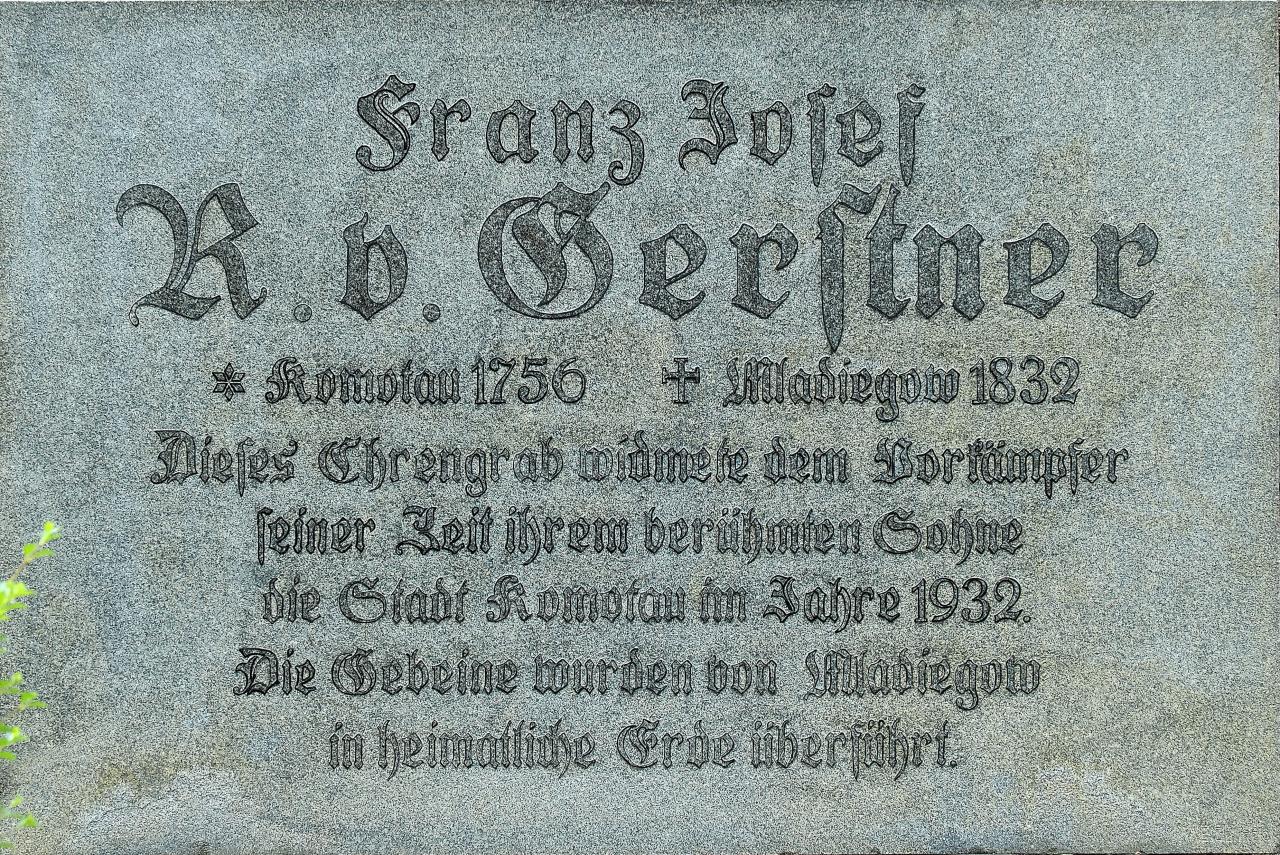 Franz Josef
R. v. Gerstner
* Komotau 1756 ✝ Mladiegow 1832
Dieses Ehrengrab widmete dem Vorkämpfer
seiner Zeit ihrem berühmten Sohne
die Stadt Komotau im Jahre 1932.
Die Gebeine wurden von Mladiegow
in heimatliche Erde überführt.